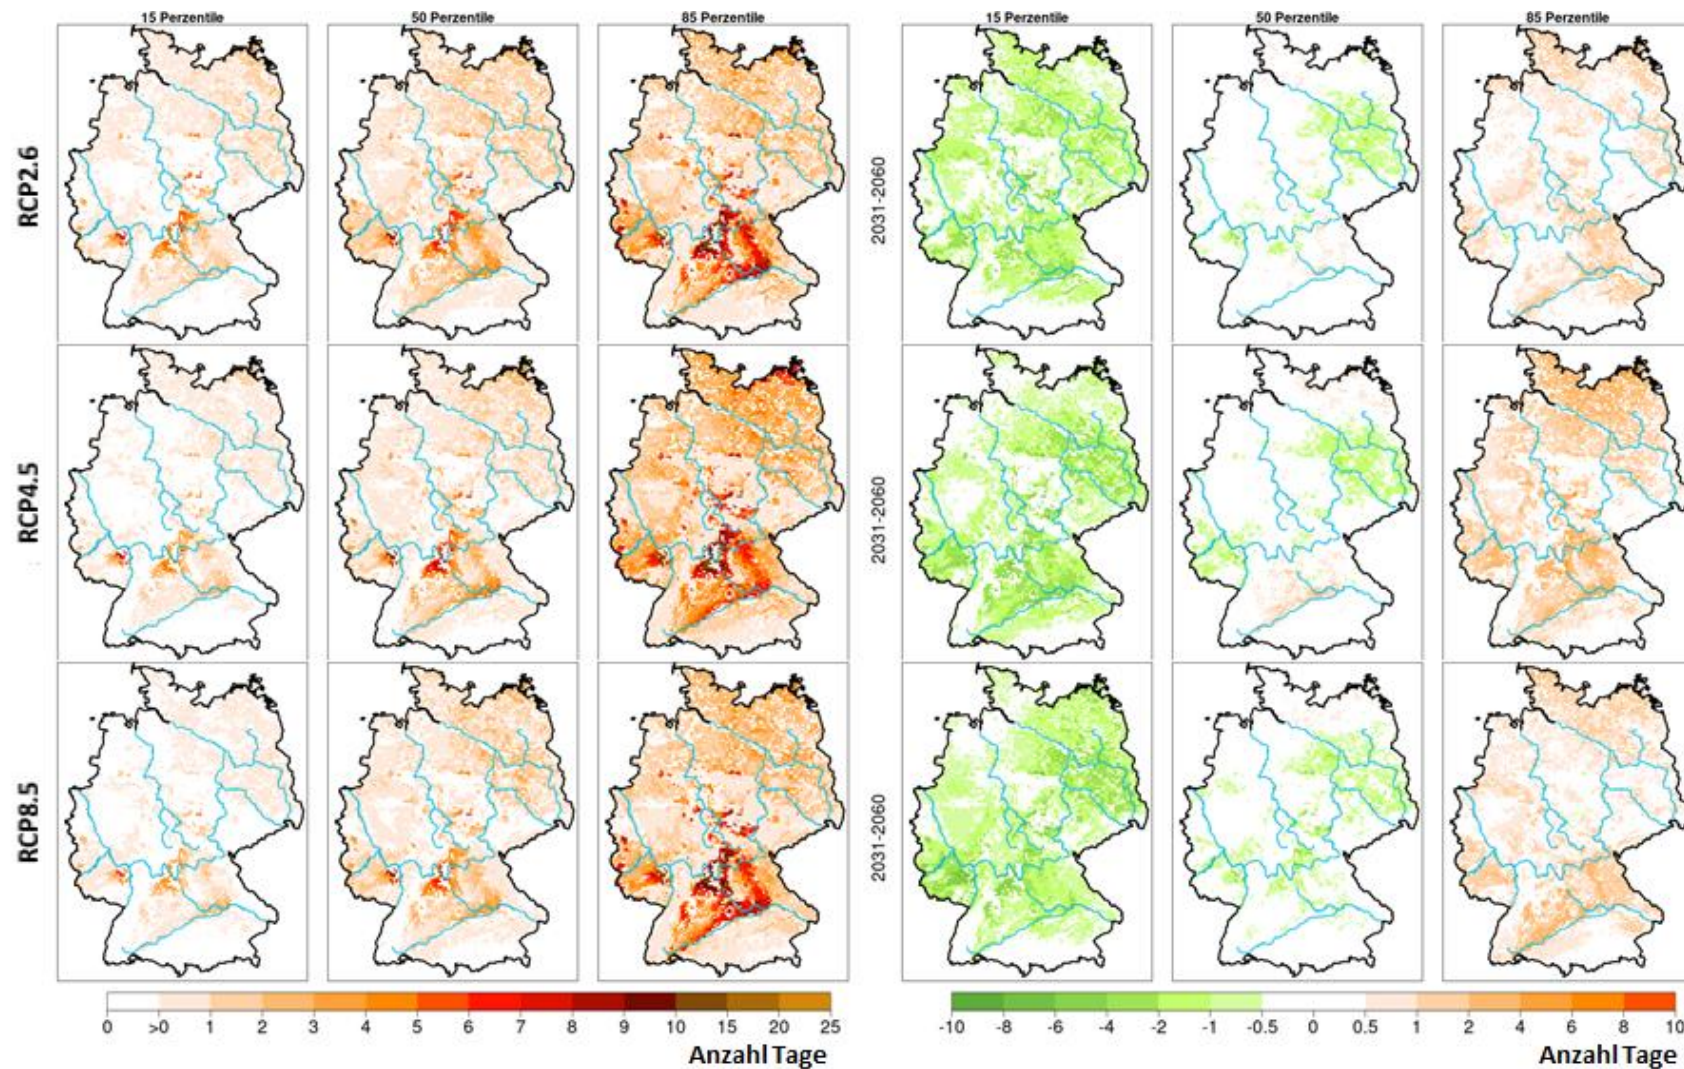 15 Perzentile 50 Perzentile 85 Perzentile 15 Perzentile 50 Perzentile 85 Perzentile
RCP2.6
2031-2060
RCP4.5
2031-2060
RCP8.5
2031-2060
0 >0 1 2 3 4 5 6 7 8 9 10 15 20 25
-10 -8 -6 -4 -2 -1 -0.5 0 0.5 1 2 4 6 8 10
Anzahl Tage
Anzahl Tage